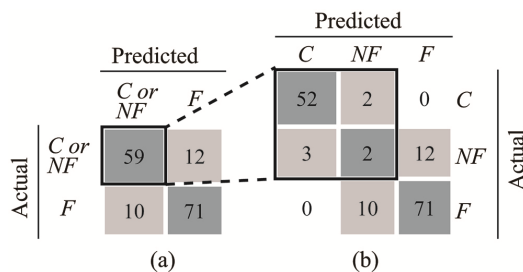 Predicted
C or NF F
Actual
C or NF 59 12
F 10 71
(a)
Predicted
C NF F
52 2 0 C
3 2 12 NF
0 10 71 F
Actual
(b)